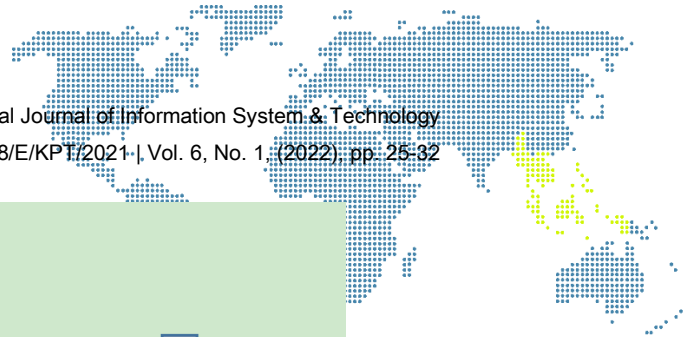 al Journal of Information System & Technology
8/E/KPT/2021 | Vol. 6, No. 1, (2022), pp. 25-32